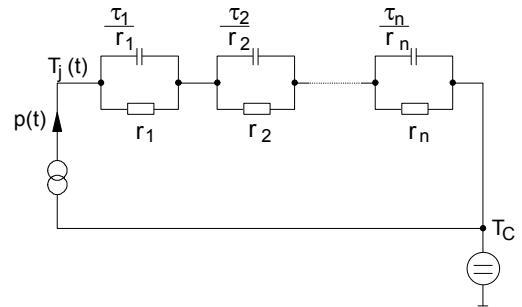 τ1/r1 τ2/r2 τn/rn
Tj(t)
r1 r2 rn
p(t)
TC